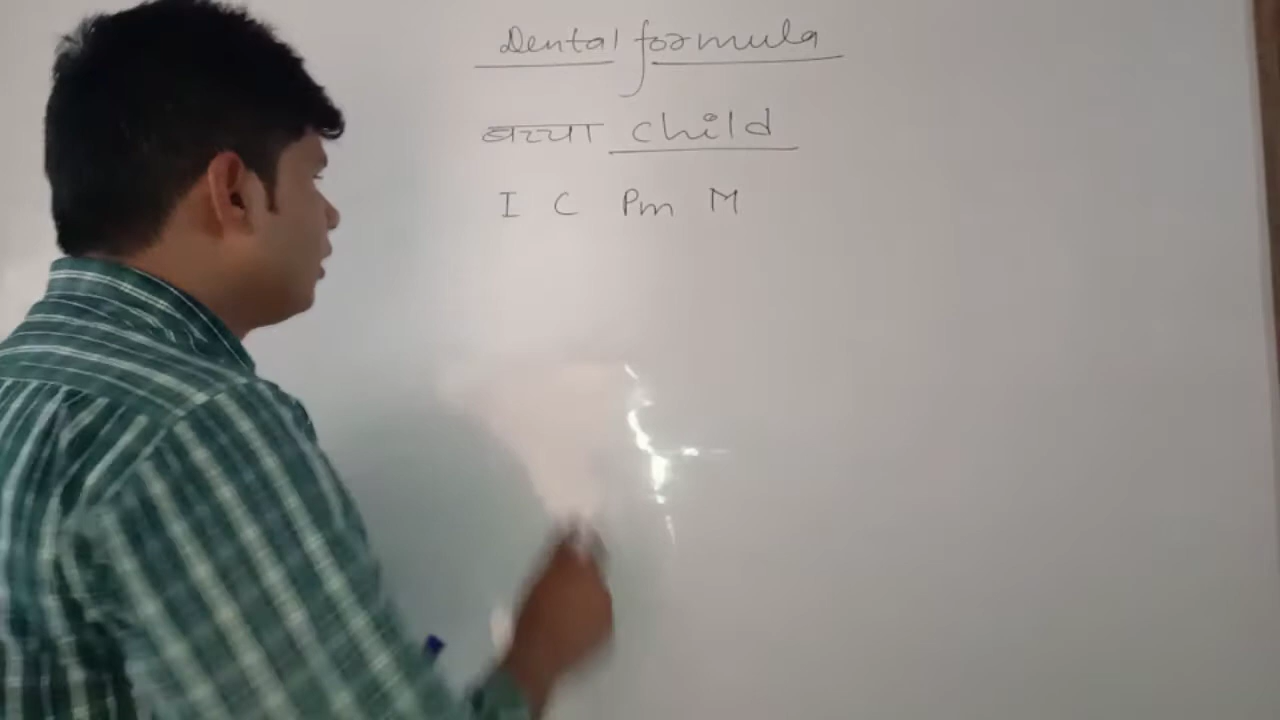 Dental formula
बच्चा child
I C Pm M